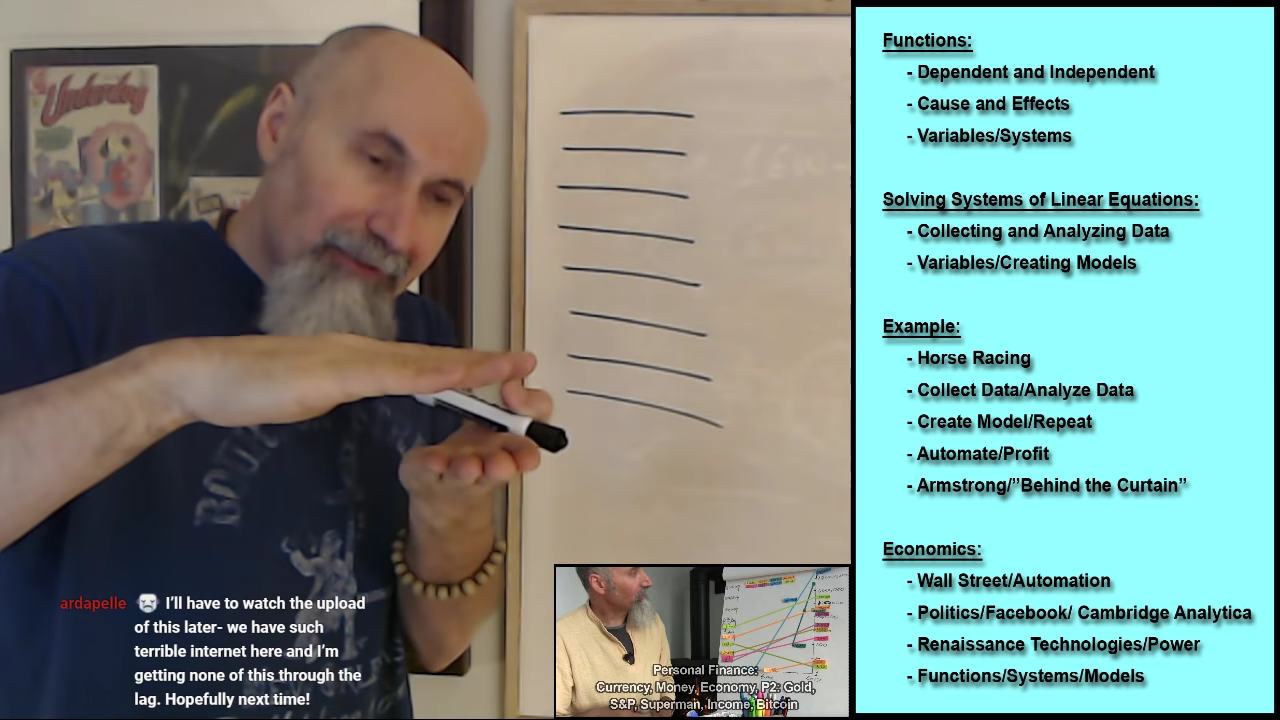 Underdog
ardapelle I'll have to watch the upload
of this later- we have such
terrible internet here and I'm
getting none of this through the
lag. Hopefully next time!
Personal Finance:
Currency, Money, Economy, P2: Gold,
S&P, Superman, Income, Bitcoin
Functions:
- Dependent and Independent
- Cause and Effects
- Variables/Systems
Solving Systems of Linear Equations:
- Collecting and Analyzing Data
- Variables/Creating Models
Example:
- Horse Racing
- Collect Data/Analyze Data
- Create Model/Repeat
- Automate/Profit
- Armstrong/”Behind the Curtain”
Economics:
- Wall Street/Automation
- Politics/Facebook/ Cambridge Analytica
- Renaissance Technologies/Power
- Functions/Systems/Models